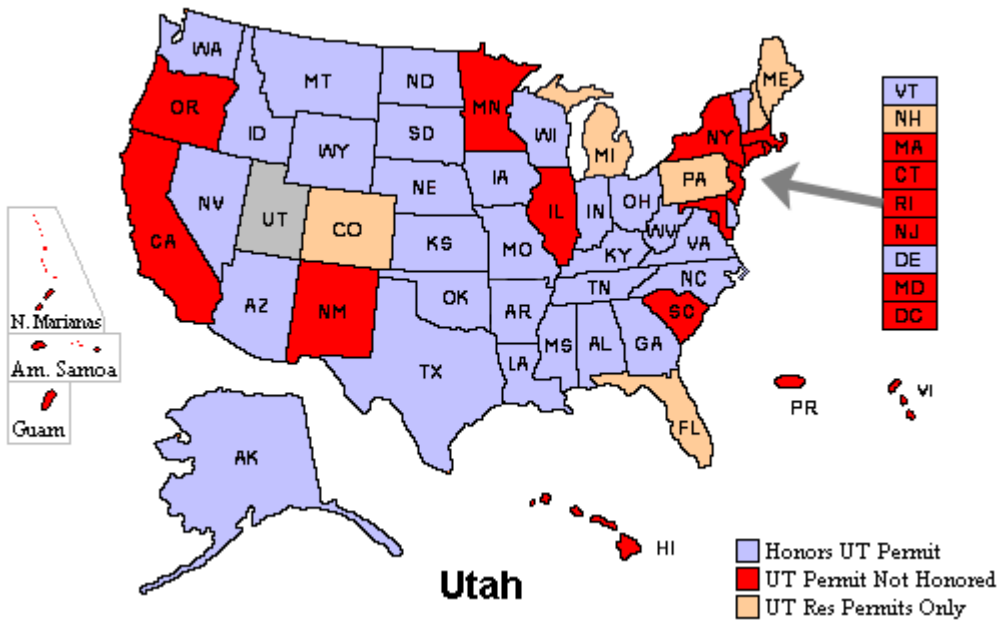 WA
MT
ND
MN
ME
VT
OR
ID
SD
WI
NY
NH
MA
WY
MI
CT
IA
NE
PA
RI
NV
UT
CO
IL
IN
OH
NJ
WV
VA
DE
CA
KS
MO
KY
MD
NC
TN
DC
AZ
NM
OK
AR
SC
N. Marianas
MS
AL
GA
LA
Am. Samoa
TX
VI
PR
Guam
FL
AK
HI
Honors UT Permit
Utah
UT Permit Not Honored
UT Res Permits Only